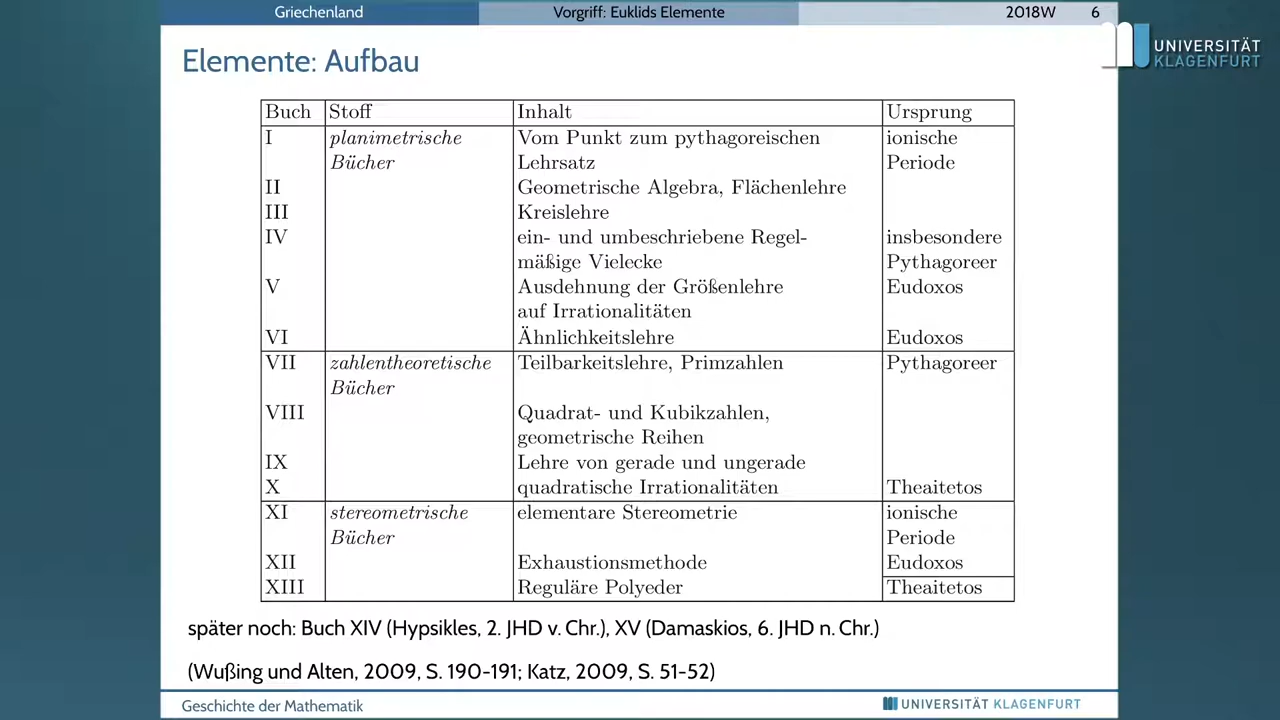 Griechenland Vorgriff: Euklids Elemente 2018W 6
UNIVERSITÄT
KLAGENFURT
Elemente: Aufbau
Buch Stoff Inhalt Ursprung
I planimetrische Vom Punkt zum pythagoreischen ionische
Bücher Lehrsatz Periode
II Geometrische Algebra, Flächenlehre
III Kreislehre
IV ein- und umbeschriebene Regel- insbesondere
mäßige Vielecke Pythagoreer
V Ausdehnung der Größenlehre Eudoxos
auf Irrationalitäten
VI Ähnlichkeitslehre Eudoxos
VII zahlentheoretische Teilbarkeitslehre, Primzahlen Pythagoreer
Bücher
VIII Quadrat- und Kubikzahlen,
geometrische Reihen
IX Lehre von gerade und ungerade
X quadratische Irrationalitäten Theaitetos
XI stereometrische elementare Stereometrie ionische
Bücher Periode
XII Exhaustionsmethode Eudoxos
XIII Reguläre Polyeder Theaitetos
später noch: Buch XIV (Hypsikles, 2. JHD v. Chr.), XV (Damaskios, 6. JHD n. Chr.)
(Wußing und Alten, 2009, S. 190-191; Katz, 2009, S. 51-52)
Geschichte der Mathematik UNIVERSITÄT KLAGENFURT